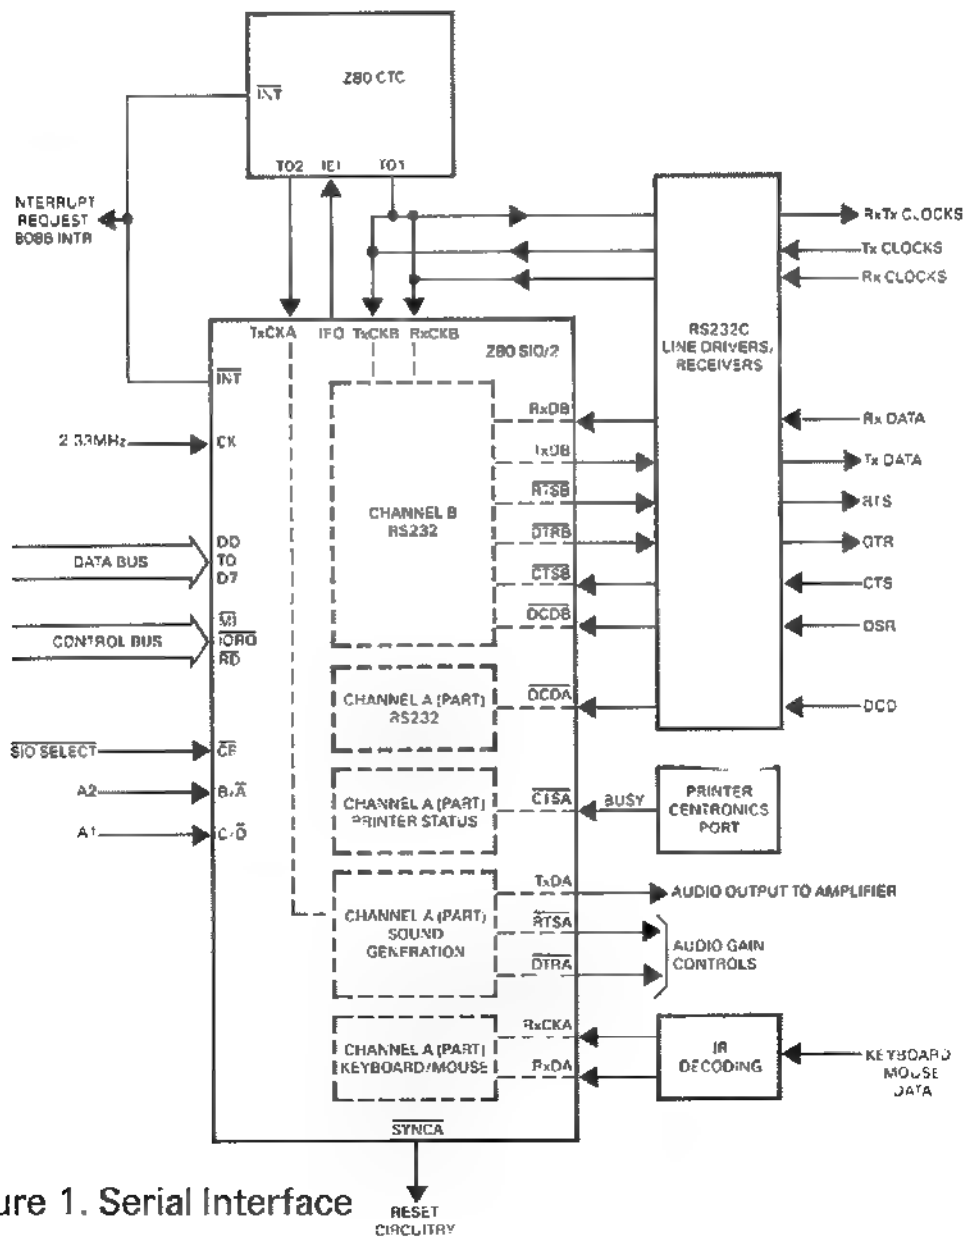 Z80 CTC
INT
TO2
IEI
TO1
NTERRUPT
REQUEST
8088 INTR
RxTx CLOCKS
Tx CLOCKS
Rx CLOCKS
RS232C
LINE DRIVERS/
RECEIVERS
TxCKA
IEO
TxCKB
RxCKB
Z80 SIO/2
INT
2.33MHz
CK
RxDB
Rx DATA
TxDB
Tx DATA
CHANNEL B
RS232
RTSB
RTS
DTRB
DTR
CTSB
CTS
DCDB
DSR
D0
TO
D7
DATA BUS
M1
IORQ
RD
CONTROL BUS
CHANNEL A (PART)
RS232
DCDA
DCD
SIO SELECT
CE
A2
B/A
A1
C/D
CHANNEL A (PART)
PRINTER STATUS
CTSA
BUSY
PRINTER
CENTRONICS
PORT
TxDA
AUDIO OUTPUT TO AMPLIFIER
CHANNEL A (PART)
SOUND
GENERATION
RTSA
DTRA
AUDIO GAIN
CONTROLS
CHANNEL A (PART)
KEYBOARD/MOUSE
RxCKA
RxDA
IR
DECODING
KEYBOARD
MOUSE
DATA
SYNCA
RESET
CIRCUITRY
ure 1. Serial Interface